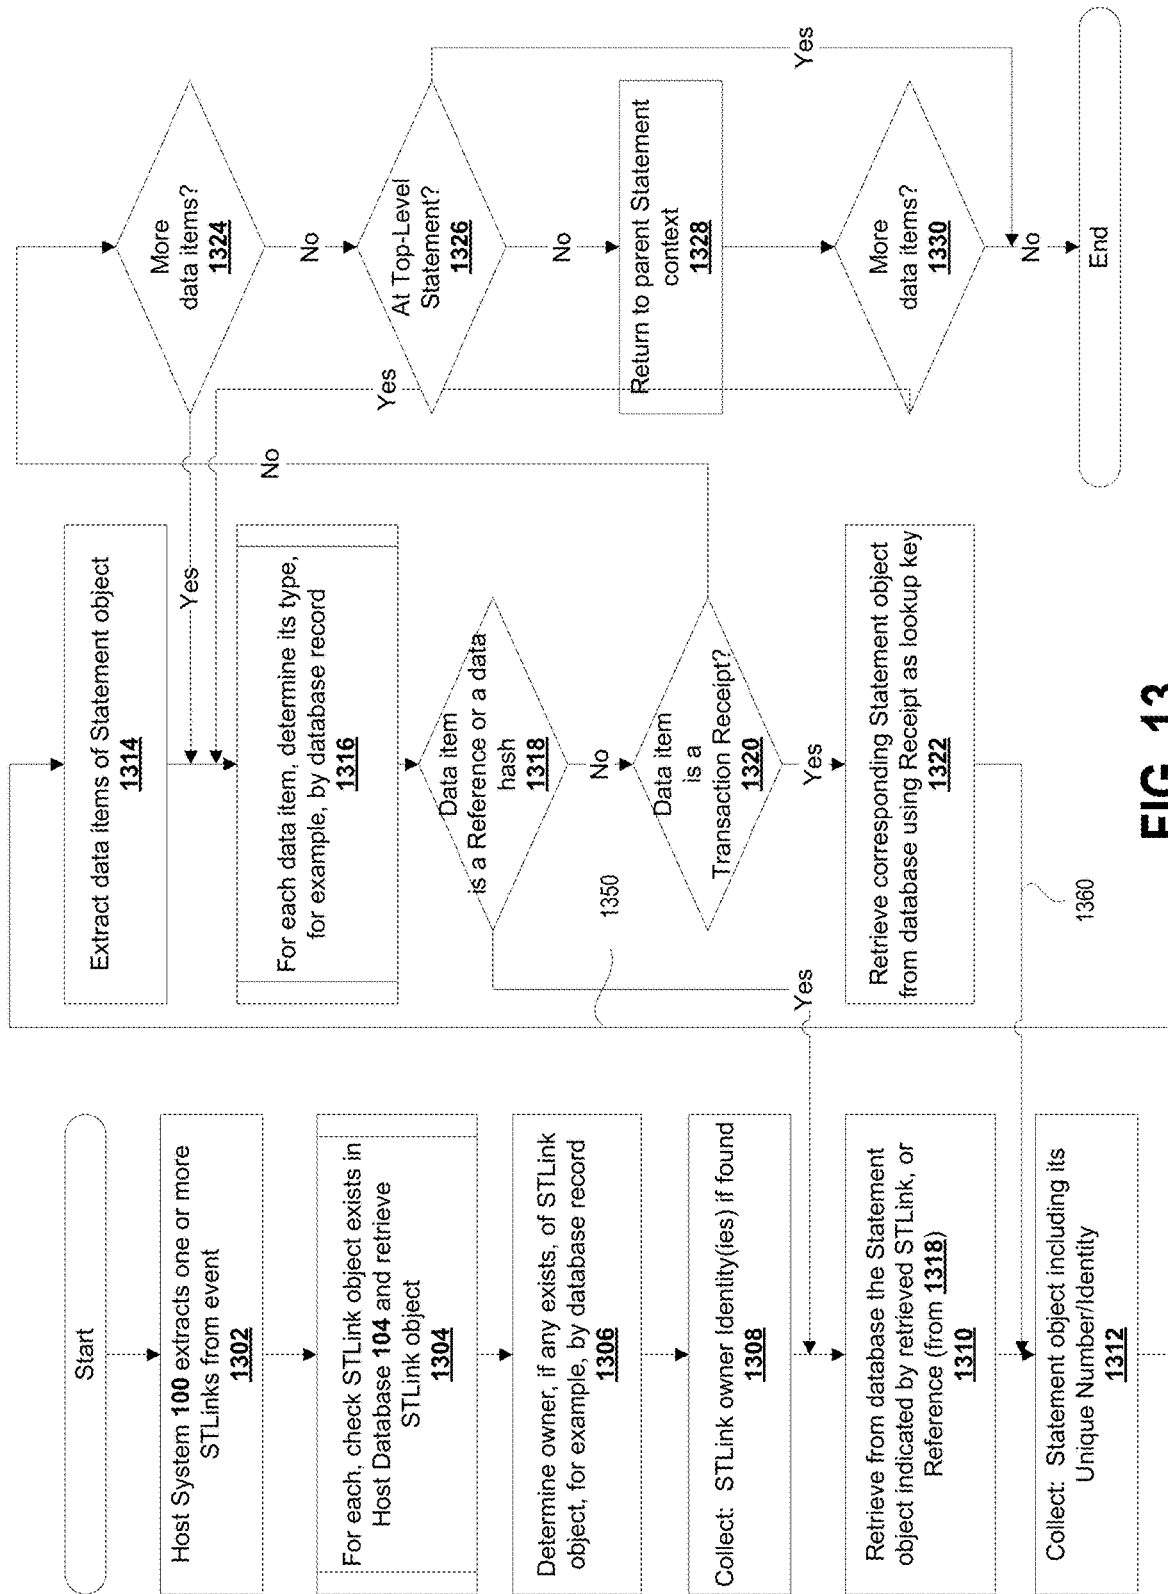 Start
Host System 100 extracts one or more
STLinks from event
1302
For each, check STLink object exists in
Host Database 104 and retrieve
STLink object
1304
Determine owner, if any exists, of STLink
object, for example, by database record
1306
Collect: STLink owner Identity(ies) if found
1308
Retrieve from database the Statement
object indicated by retrieved STLink, or
Reference (from 1318)
1310
Collect: Statement object including its
Unique Number/Identity
1312
Extract data items of Statement object
1314
Yes
For each data item, determine its type,
for example, by database record
1316
Data item
is a Reference or a data
hash
1318
Yes
No
1350
Data item
is a
Transaction Receipt?
1320
No
Yes
Retrieve corresponding Statement object
from database using Receipt as lookup key
1322
1360
More
data items?
1324
No
At Top-Level
Statement?
1326
Yes
No
Return to parent Statement
context
1328
More
data items?
1330
Yes
No
End
FIG. 13